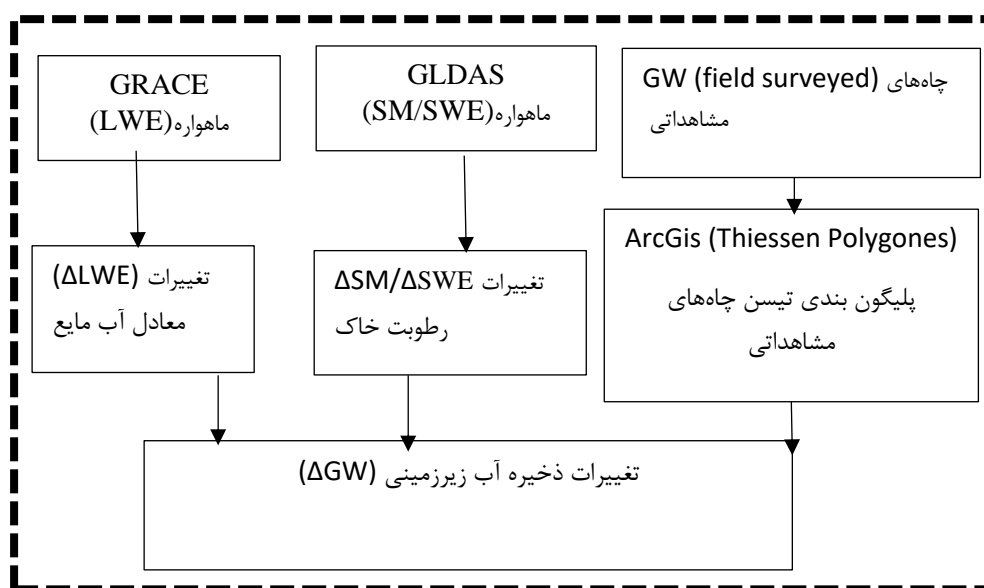 GRACE
ماهواره(LWE)
GLDAS
ماهواره(SM/SWE)
چاه‌های GW (field surveyed)
مشاهداتی
تغییرات (ΔLWE)
معادل آب مایع
تغییرات ΔSM/ΔSWE
رطوبت خاک
ArcGis (Thiessen Polygones)
پلیگون بندی تیسن چاه‌های
مشاهداتی
تغییرات ذخیره آب زیرزمینی (ΔGW)